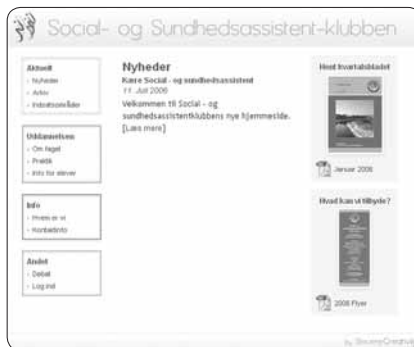 Social- og Sundhedsassistent-klubben
Aktuelt
- Nyheder
- Arkiv
- Indsatsområder
Uddannelsen
- Om faget
- Praktik
- Info for elever
Info
- Hvem er vi
- Kontaktinfo
Andet
- Debat
- Log ind
Nyheder
Kære Social - og sundhedsassistent
11. Juli 2006
Velkommen til Social - og
sundhedsassistentklubbens nye hjemmeside.
[Læs mere]
Hent kvartalsbladet
Januar 2006
Hvad kan vi tilbyde?
2006 Flyer